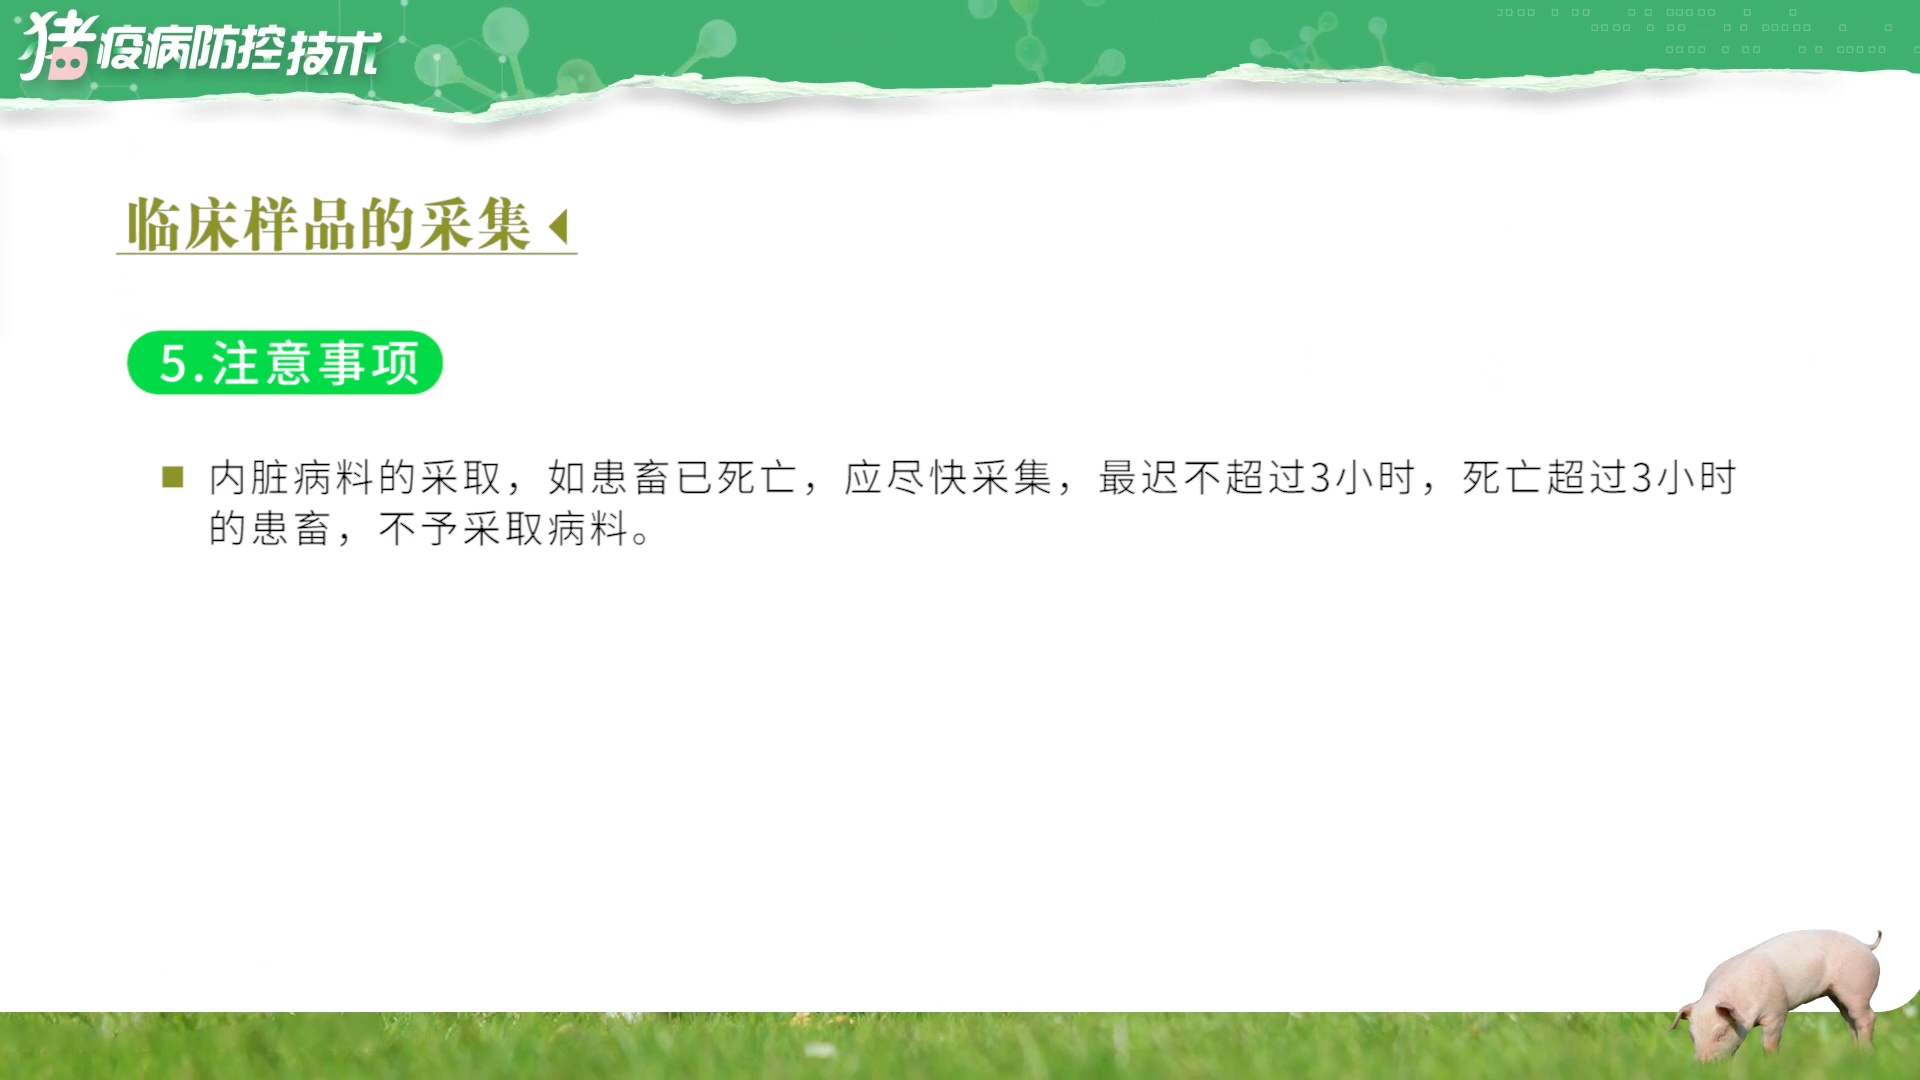 猪疫病防控技术
临床样品的采集
5.注意事项
内脏病料的采取，如患畜已死亡，应尽快采集，最迟不超过3小时，死亡超过3小时
的患畜，不予采取病料。